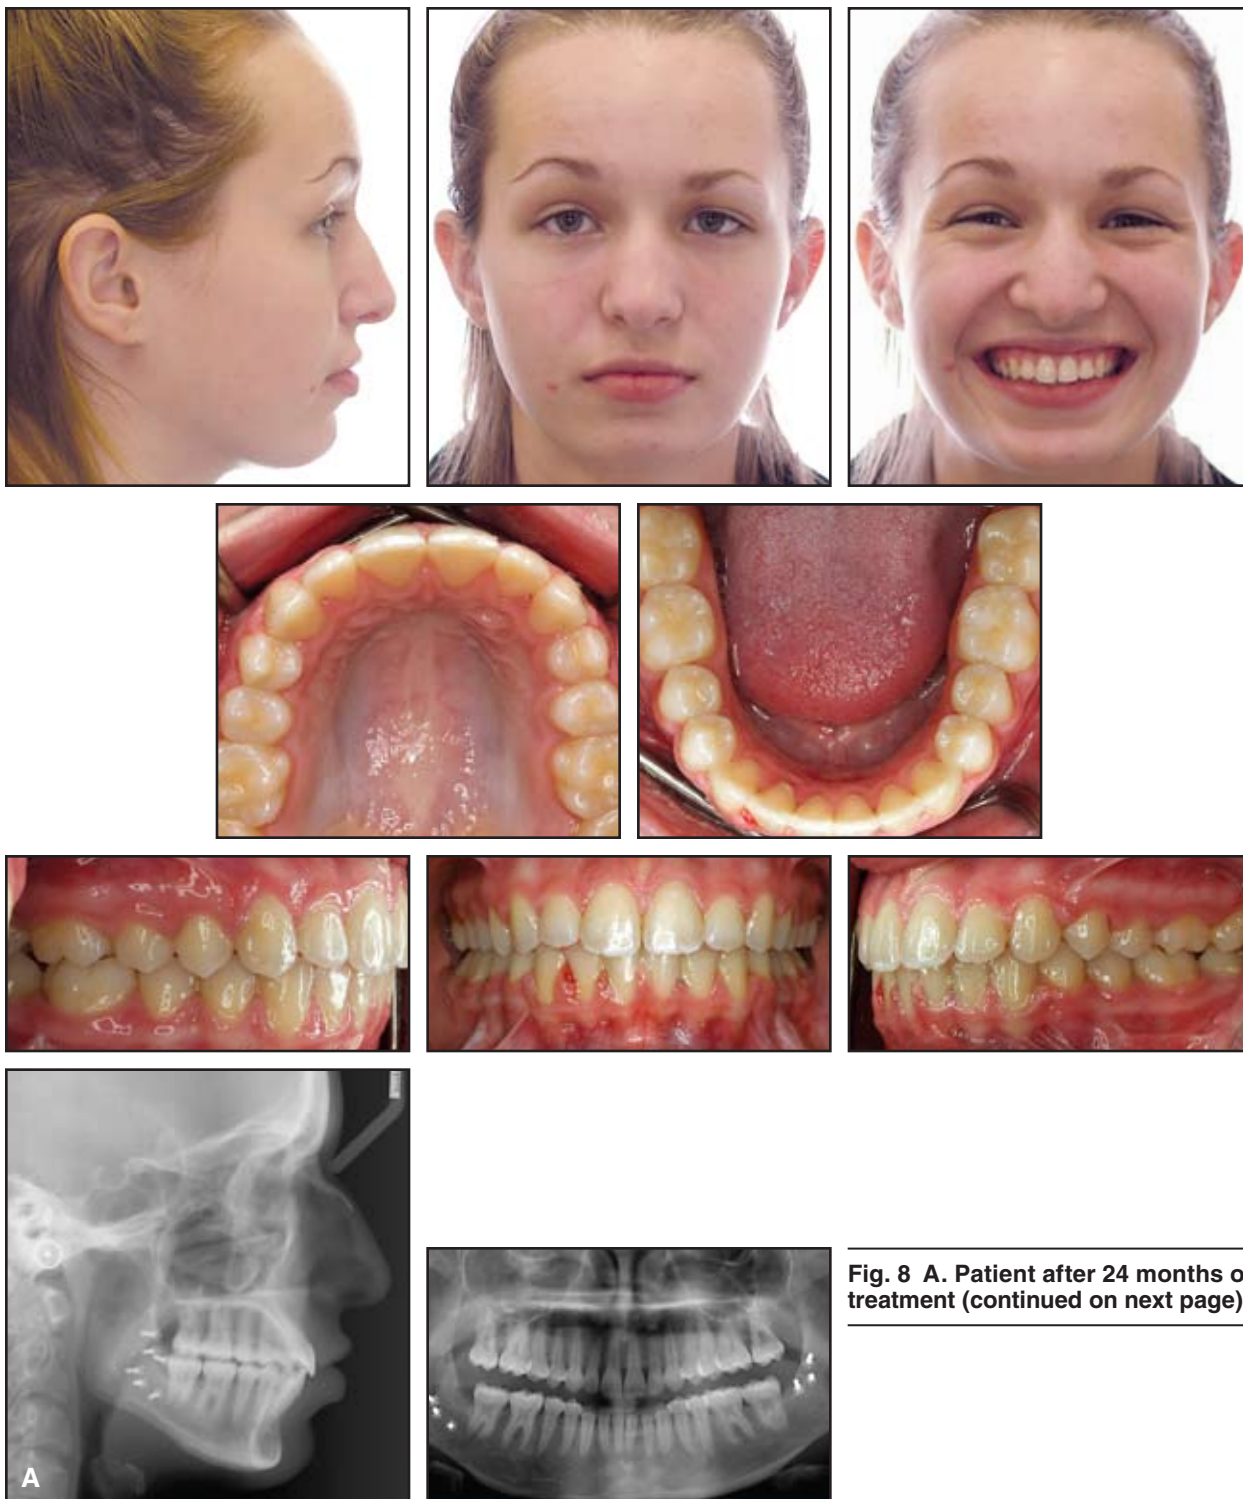 A
Fig. 8 A. Patient after 24 months o
treatment (continued on next page)